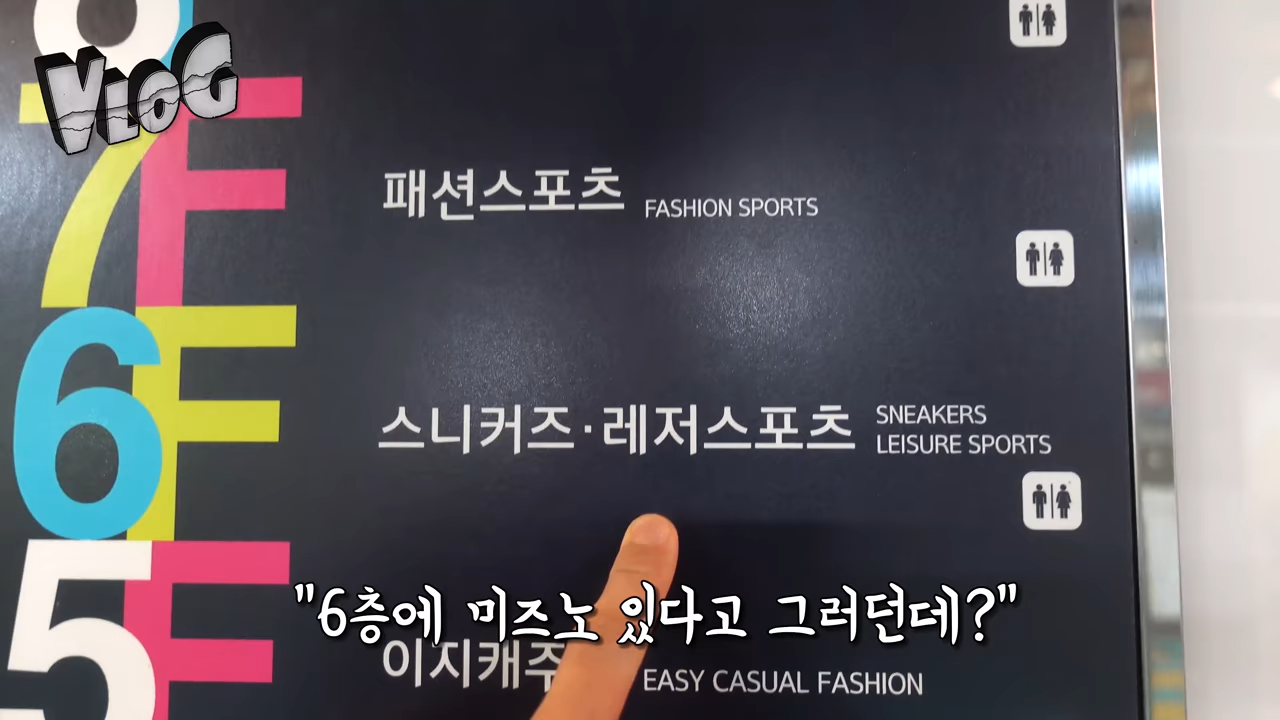 VLOG
7F
패션스포츠 FASHION SPORTS
6F
스니커즈·레저스포츠 SNEAKERS
LEISURE SPORTS
5F
"6층에 미즈노 있다고 그러던데?"
EASY CASUAL FASHION